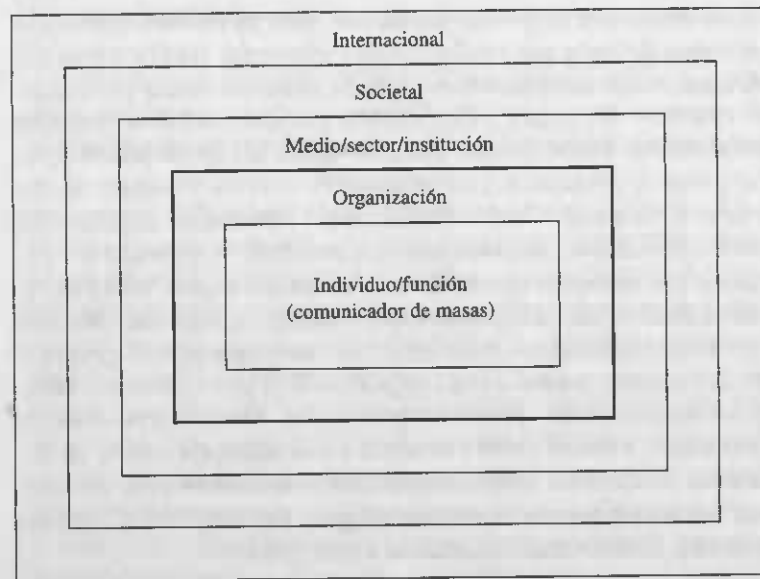 Internacional
Societal
Medio/sector/institución
Organización
Individuo/función
(comunicador de masas)